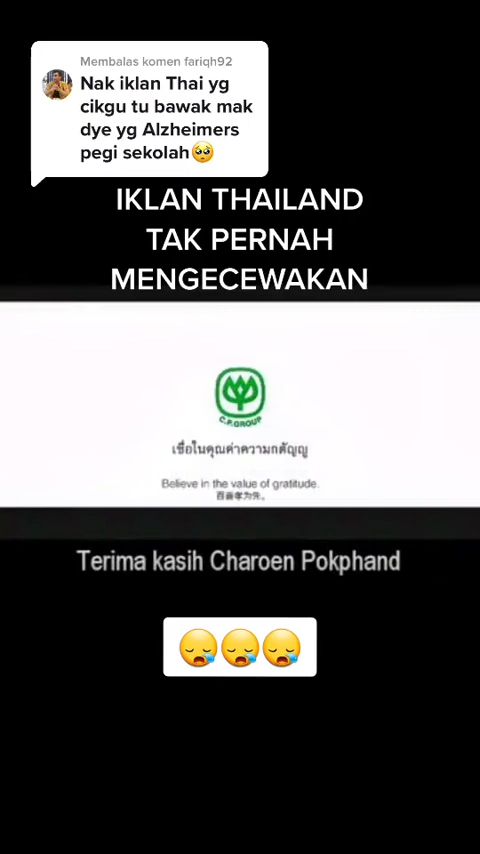 Membalas komen fariqh92
Nak iklan Thai yg
cikgu tu bawak mak
dye yg Alzheimers
pegi sekolah🥺
IKLAN THAILAND
TAK PERNAH
MENGECEWAKAN
C.P.GROUP
เชื่อในคุณค่าความกตัญญู
Believe in the value of gratitude.
百善孝为先。
Terima kasih Charoen Pokphand
😪😪😪